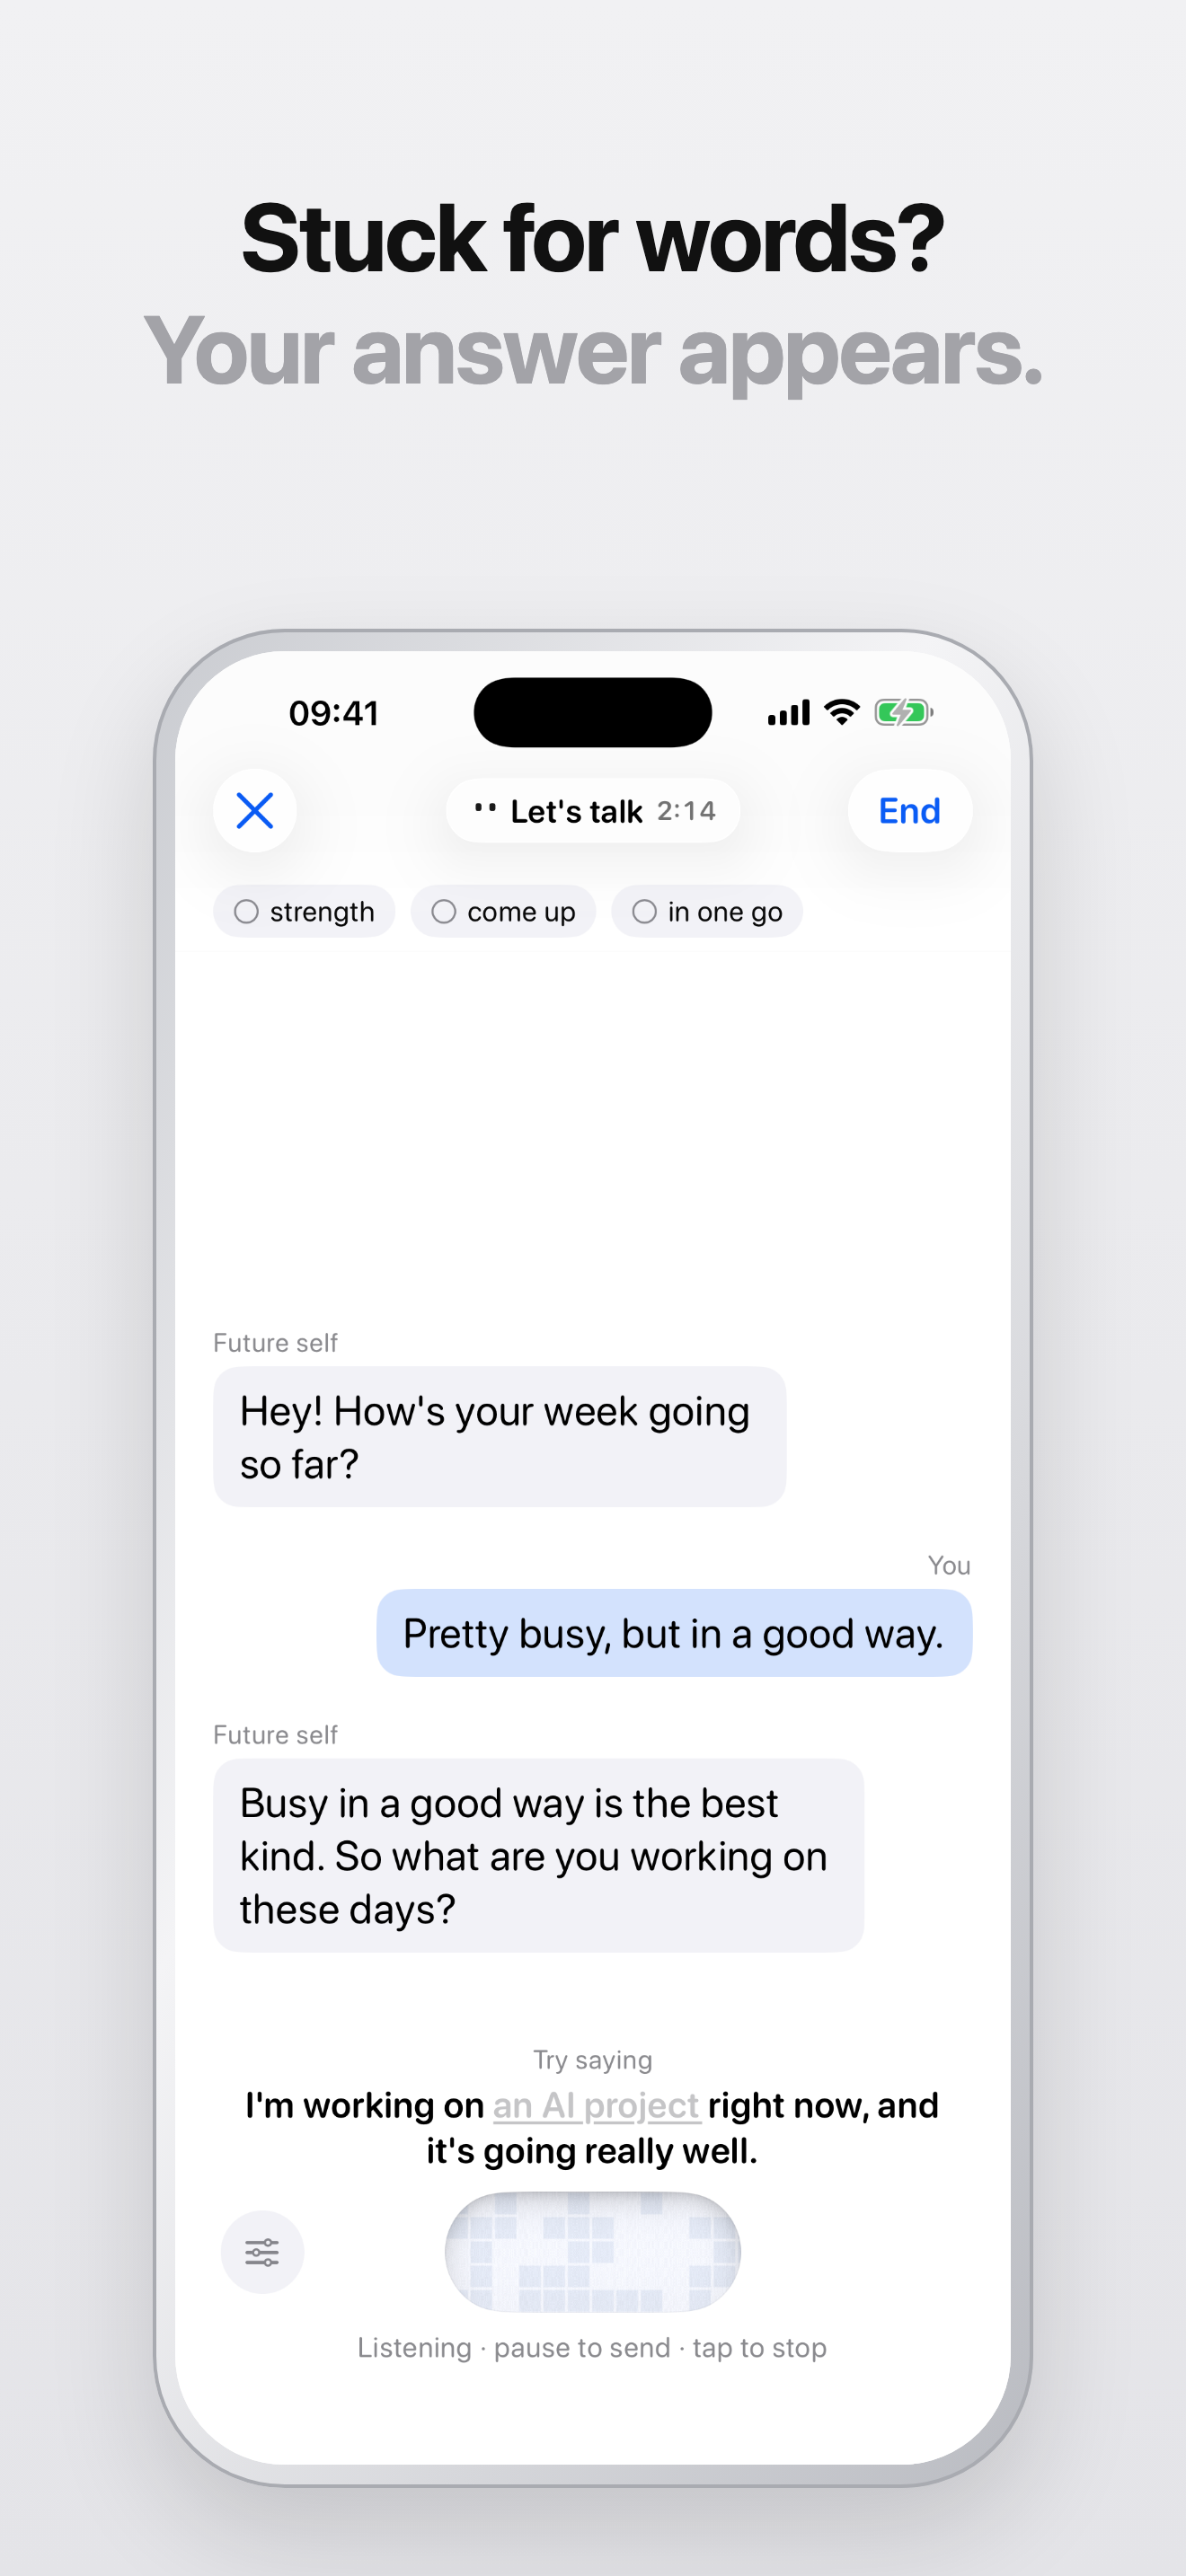 Stuck for words?
Your answer appears.
09:41
Let's talk 2:14
End
strength
come up
in one go
Future self
Hey! How's your week going
so far?
You
Pretty busy, but in a good way.
Future self
Busy in a good way is the best
kind. So what are you working on
these days?
Try saying
I'm working on an AI project right now, and
it's going really well.
Listening · pause to send · tap to stop